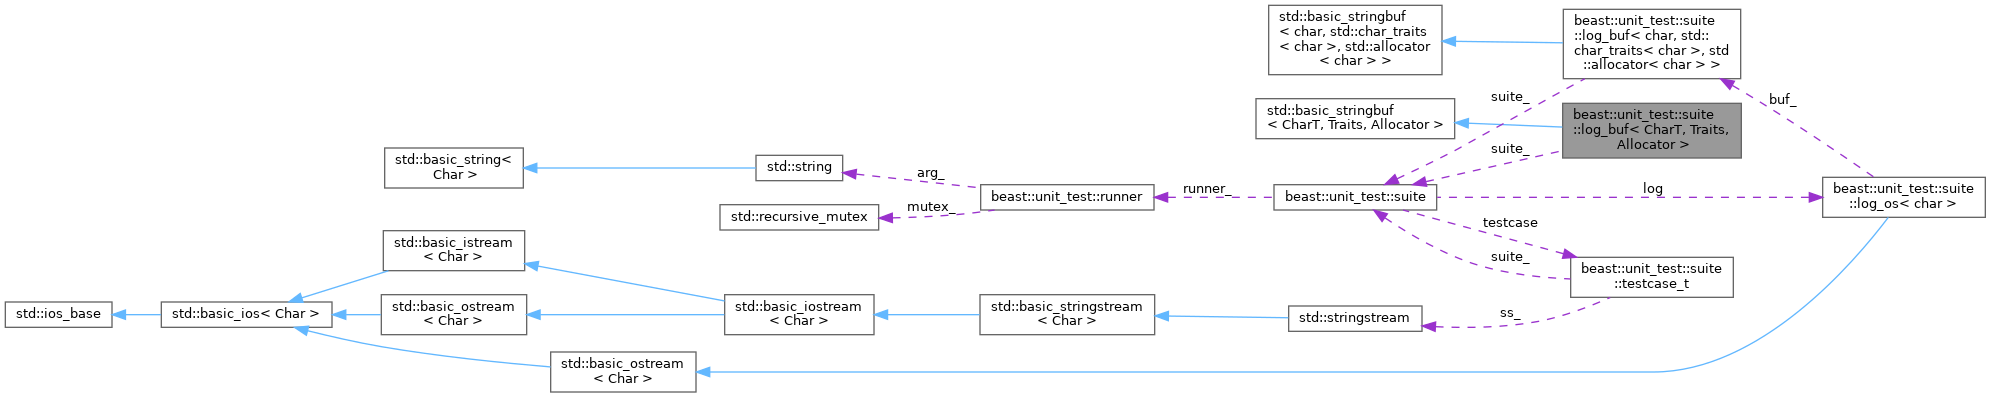 std::basic_stringbuf
< char, std::char_traits
< char >, std::allocator
< char > >
beast::unit_test::suite
::log_buf< char, std::
char_traits< char >, std
::allocator< char > >
suite_
buf_
std::basic_stringbuf
< CharT, Traits, Allocator >
beast::unit_test::suite
::log_buf< CharT, Traits,
Allocator >
suite_
std::basic_string<
Char >
std::string
arg_
std::recursive_mutex
mutex_
beast::unit_test::runner
runner_
beast::unit_test::suite
log
beast::unit_test::suite
::log_os< char >
testcase
suite_
beast::unit_test::suite
::testcase_t
ss_
std::basic_istream
< Char >
std::ios_base
std::basic_ios< Char >
std::basic_ostream
< Char >
std::basic_iostream
< Char >
std::basic_stringstream
< Char >
std::stringstream
std::basic_ostream
< Char >